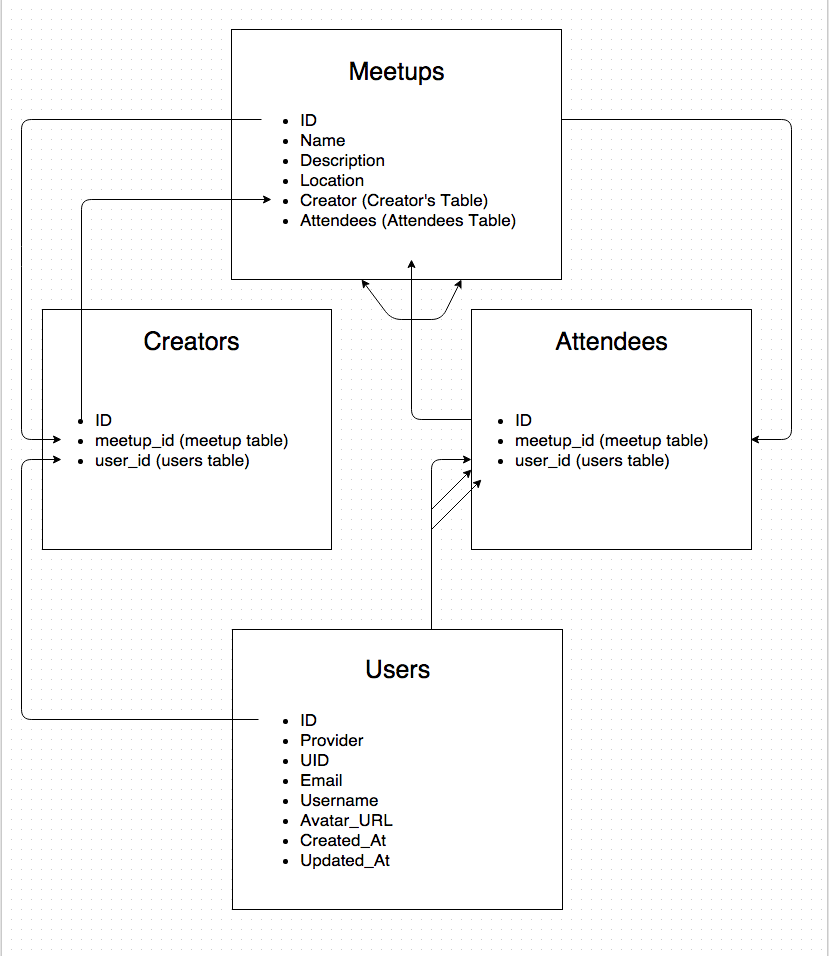 Meetups
ID
Name
Description
Location
Creator (Creator's Table)
Attendees (Attendees Table)
Creators
ID
meetup_id (meetup table)
user_id (users table)
Attendees
ID
meetup_id (meetup table)
user_id (users table)
Users
ID
Provider
UID
Email
Username
Avatar_URL
Created_At
Updated_At